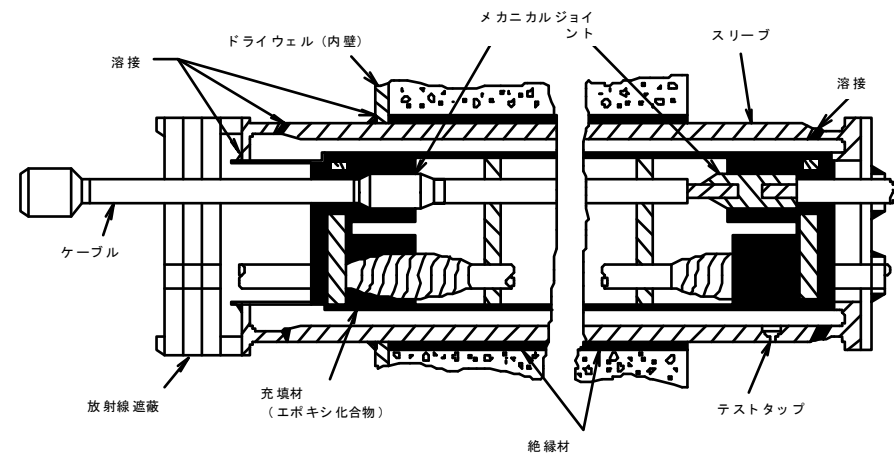 メカニカルジョイ
ント
ドライウェル（内壁）
スリーブ
溶接
溶接
ケーブル
放射線遮蔽
充填材
（エポキシ化合物）
テストタップ
絶縁材